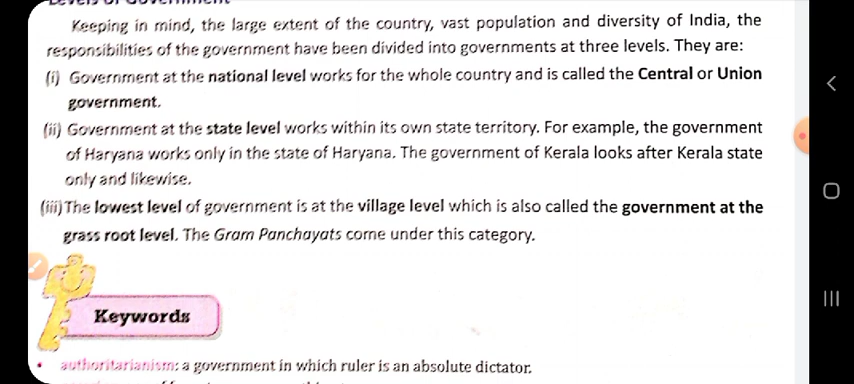 Levels of Government
Keeping in mind, the large extent of the country, vast population and diversity of India, the
responsibilities of the government have been divided into governments at three levels. They are:
(i) Government at the national level works for the whole country and is called the Central or Union
government.
(ii) Government at the state level works within its own state territory. For example, the government
of Haryana works only in the state of Haryana. The government of Kerala looks after Kerala state
only and likewise.
(iii) The lowest level of government is at the village level which is also called the government at the
grass root level. The Gram Panchayats come under this category.
Keywords
• authoritarianism: a government in which ruler is an absolute dictator.